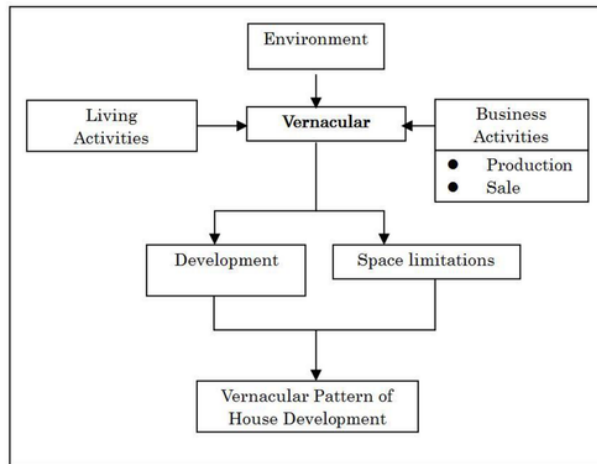 Environment
Living
Activities
Vernacular
Business
Activities
● Production
● Sale
Development
Space limitations
Vernacular Pattern of
House Development